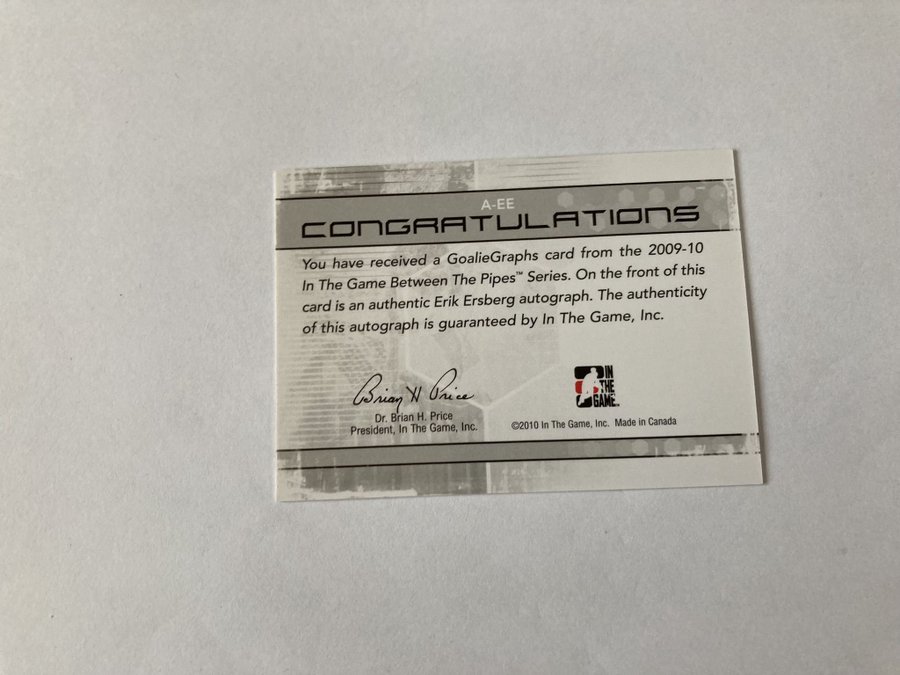 A-EE
CONGRATULATIONS
You have received a GoalieGraphs card from the 2009-10
In The Game Between The Pipes™ Series. On the front of this
card is an authentic Erik Ersberg autograph. The authenticity
of this autograph is guaranteed by In The Game, Inc.
Brian H Price
Dr. Brian H. Price
President, In The Game, Inc.
IN
THE
GAME
©2010 In The Game, Inc. Made in Canada